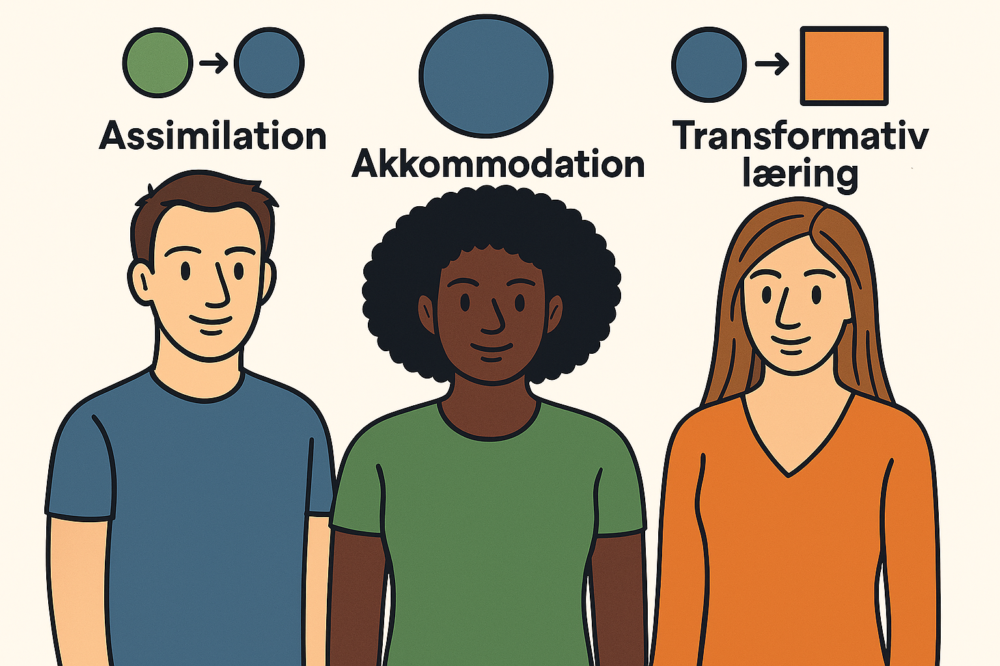 Assimilation
Akkommodation
Transformativ
læring